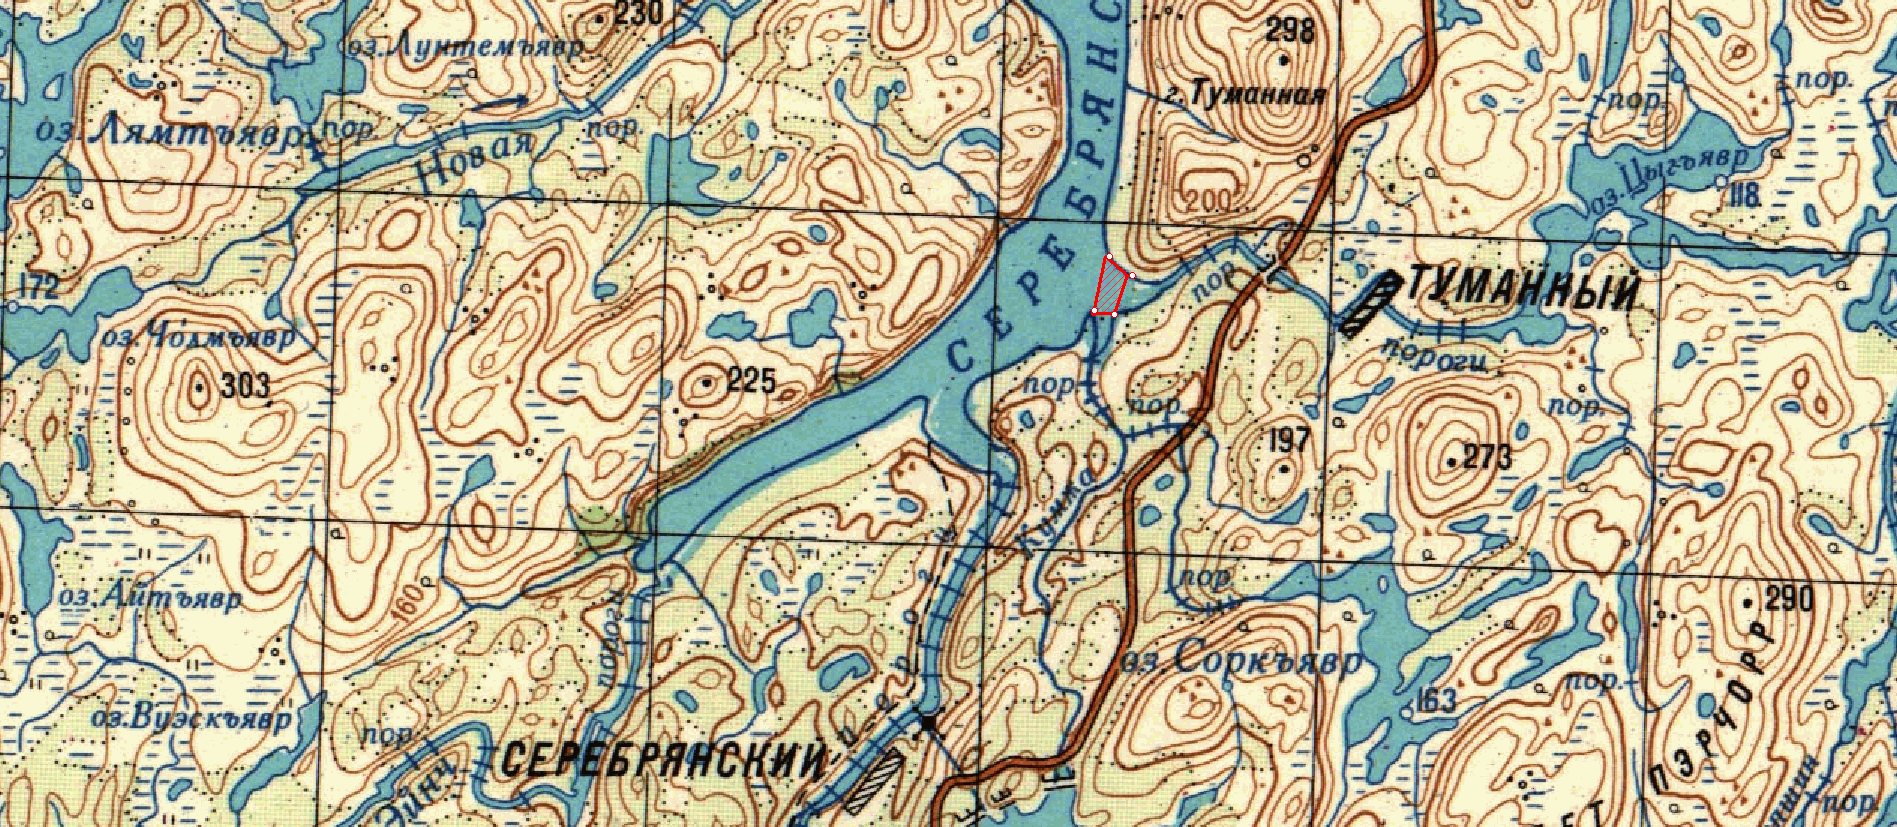 230
298
оз. Лунтемъявр
пор.
г. Туманная
пор.
оз. Лямтъявр
пор.
Новая
пор.
оз. Цыгъявр
118
200
СЕРЕБРЯНС
172
пор.
ТУМАННЫЙ
оз. Чолмъявр
пороги
303
225
пор.
пор.
пор.
197
273
Кумжа
пор.
оз. Айтъявр
160
290
пороги
оз. Соркъявр
пор.
163
оз. Вуэскъявр
пор.
СЕРЕБРЯНСКИЙ
ПЭРЧОРР
пор.